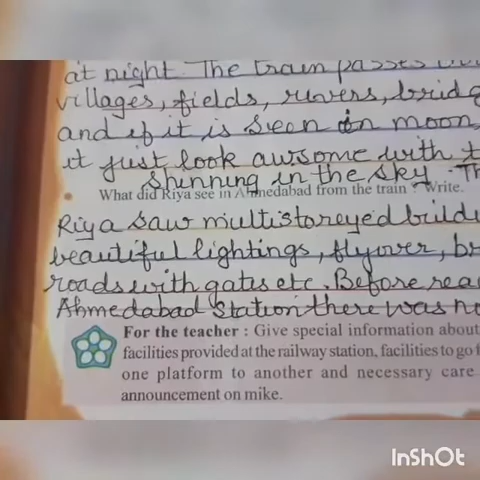 at night. The train passes
villages, fields, rivers, bridg
and if it is seen in moon,
it just look awsome with t
shinning in the sky. Th
What did Riya see in Ahmedabad from the train ? Write.
Riya saw multistoreyed buildi
beautiful lightings, flyover, br
roads with gates etc. Before rea
Ahmedabad Station there was no
For the teacher : Give special information about
facilities provided at the railway station, facilities to go f
one platform to another and necessary care
announcement on mike.
InShOt